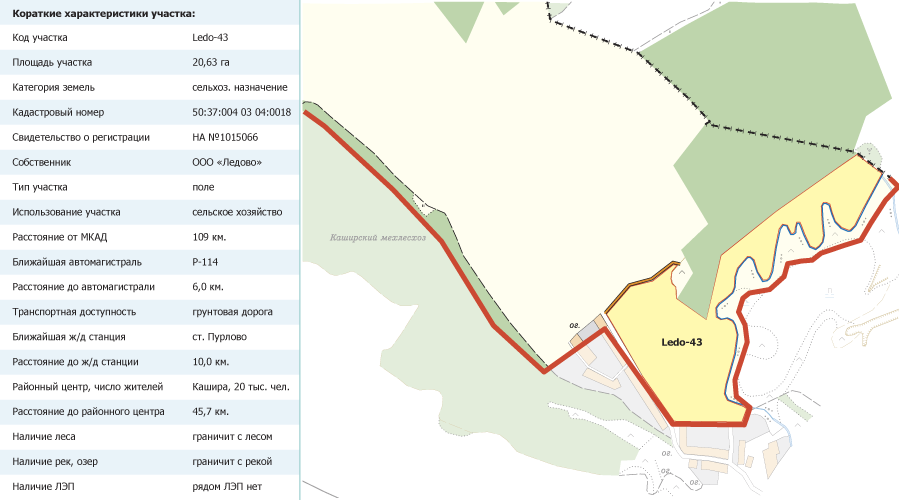 Короткие характеристики участка:
Код участка Ledo-43
Площадь участка 20,63 га
Категория земель сельхоз. назначение
Кадастровый номер 50:37:004 03 04:0018
Свидетельство о регистрации НА №1015066
Собственник ООО «Ледово»
Тип участка поле
Использование участка сельское хозяйство
Расстояние от МКАД 109 км.
Ближайшая автомагистраль Р-114
Расстояние до автомагистрали 6,0 км.
Транспортная доступность грунтовая дорога
Ближайшая ж/д станция ст. Пурлово
Расстояние до ж/д станции 10,0 км.
Районный центр, число жителей Кашира, 20 тыс. чел.
Расстояние до районного центра 45,7 км.
Наличие леса граничит с лесом
Наличие рек, озер граничит с рекой
Наличие ЛЭП рядом ЛЭП нет
Каширский мехлесхоз
ог.
Ledo-43
ог.
ог.
ог.